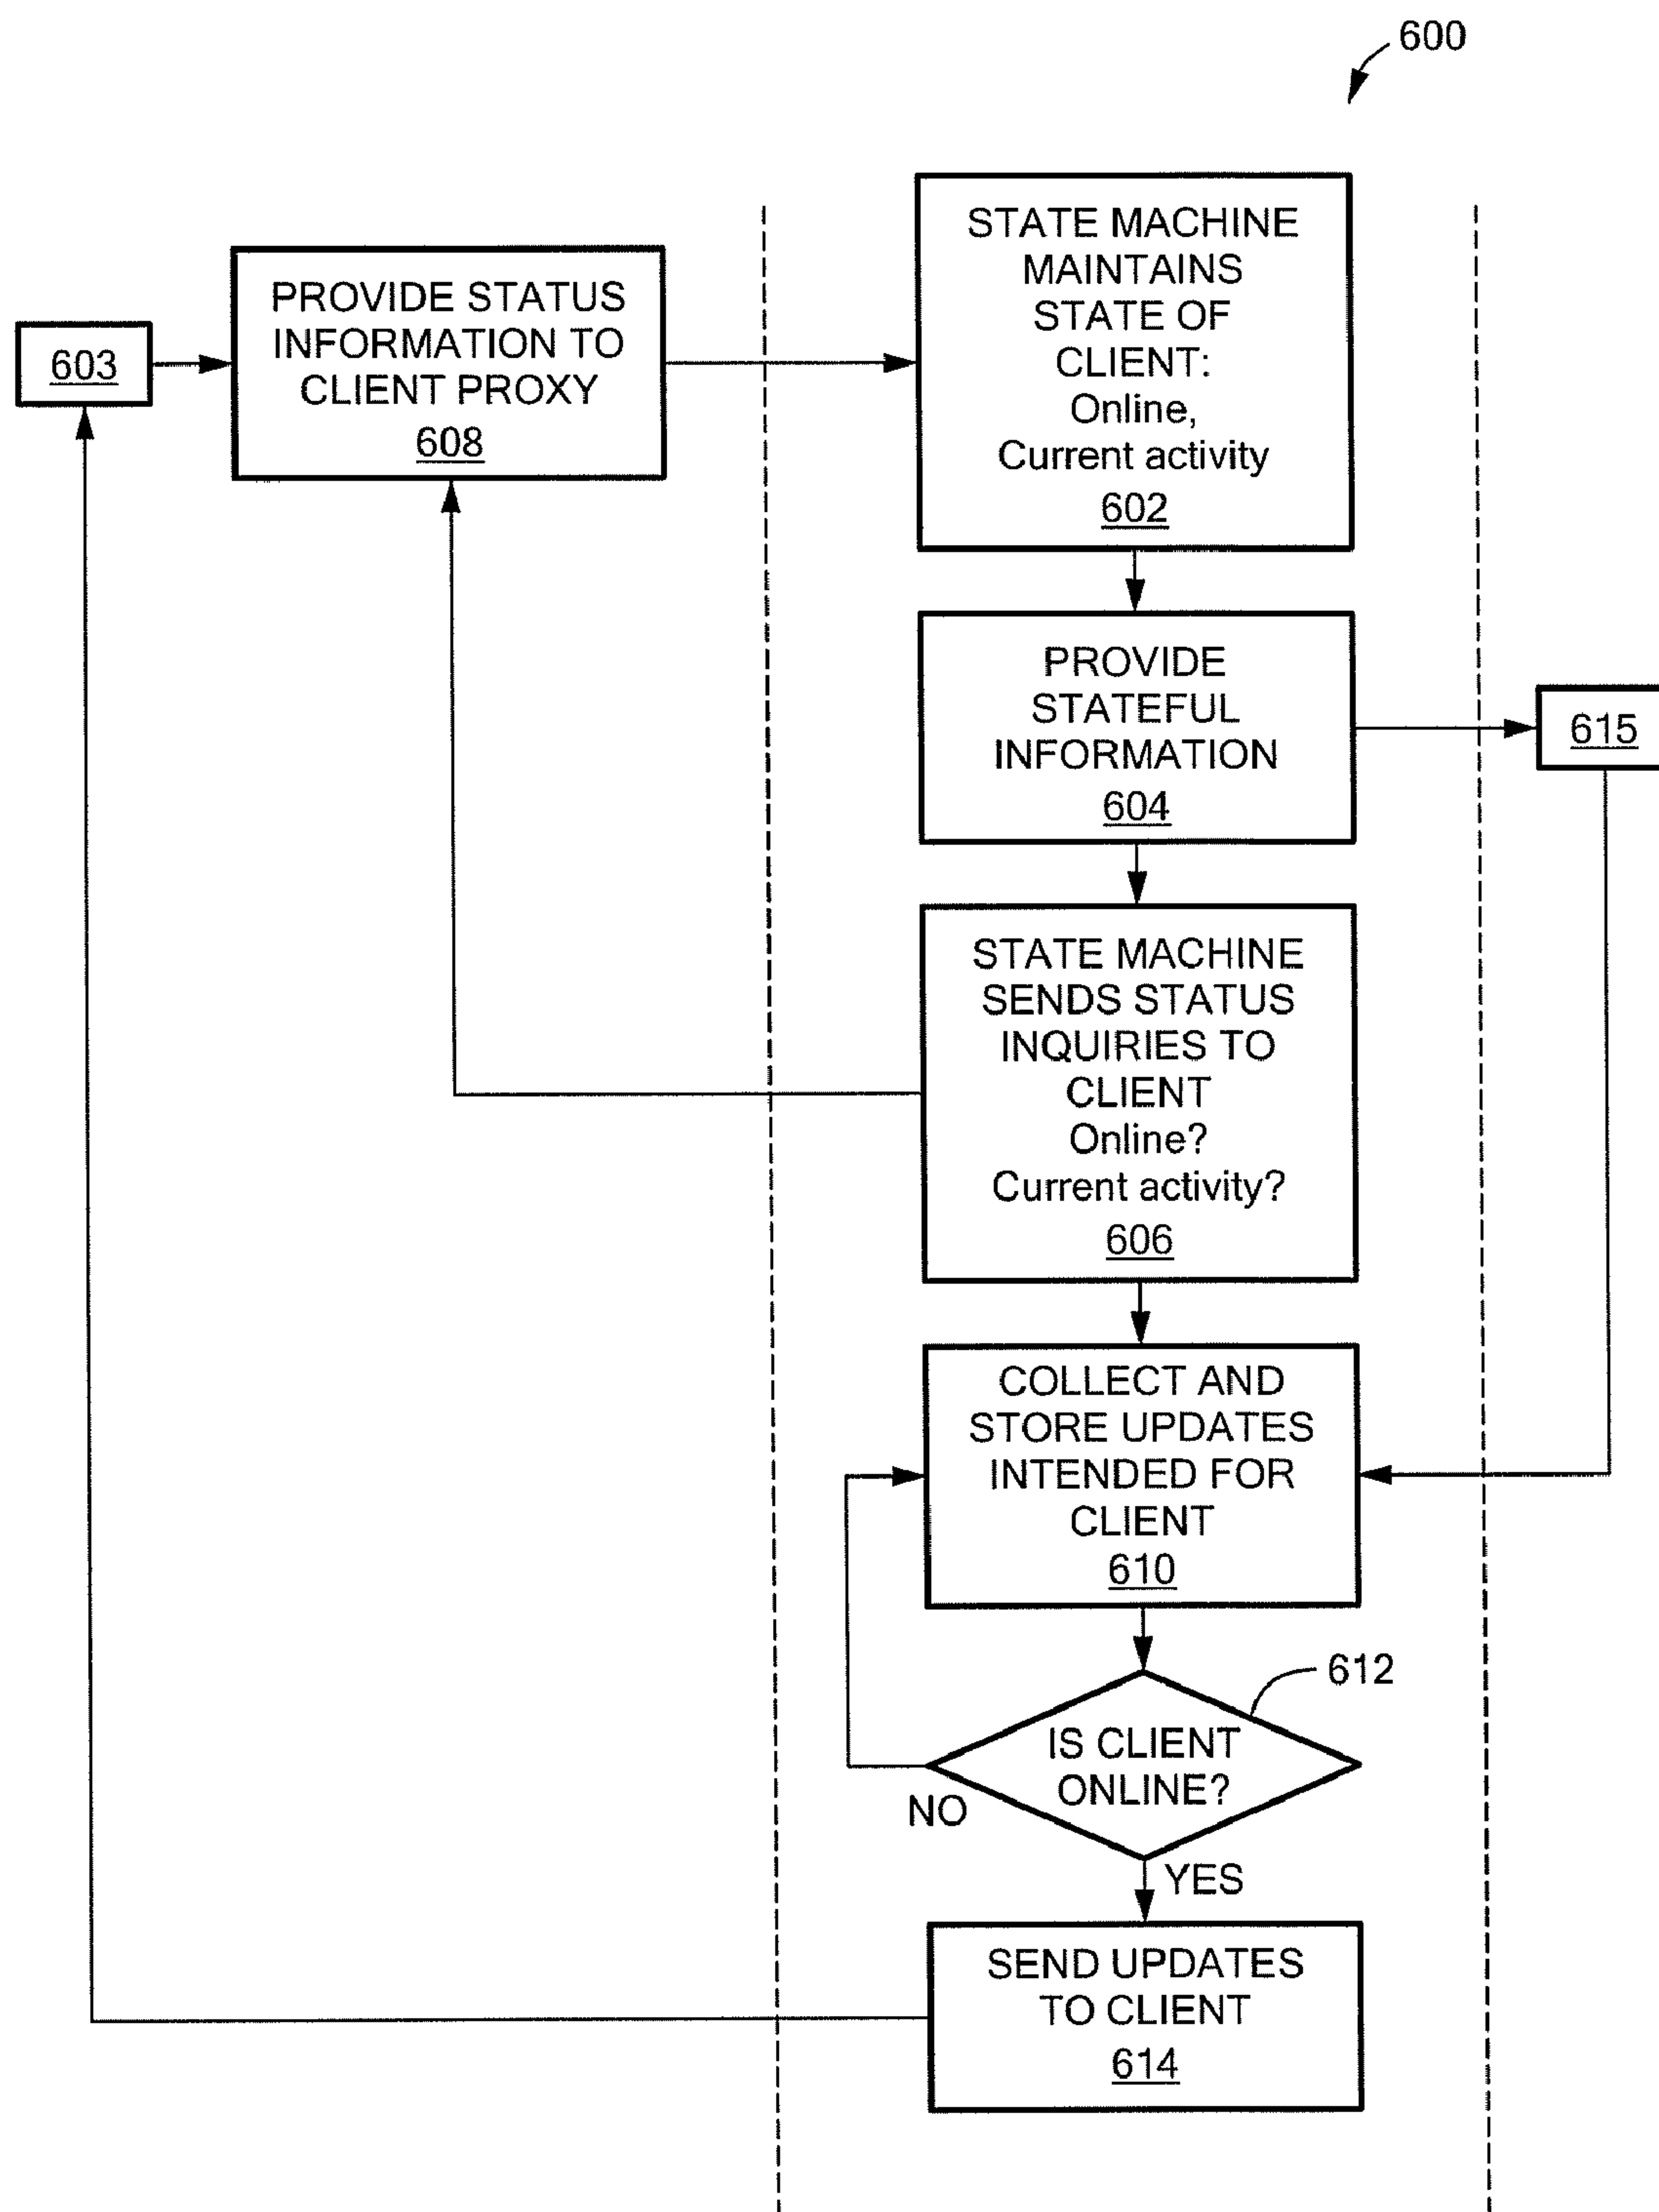 600
STATE MACHINE
MAINTAINS
STATE OF
CLIENT:
Online,
Current activity
602
PROVIDE STATUS
INFORMATION TO
CLIENT PROXY
608
603
PROVIDE
STATEFUL
INFORMATION
604
615
STATE MACHINE
SENDS STATUS
INQUIRIES TO
CLIENT
Online?
Current activity?
606
COLLECT AND
STORE UPDATES
INTENDED FOR
CLIENT
610
612
IS CLIENT
ONLINE?
NO
YES
SEND UPDATES
TO CLIENT
614